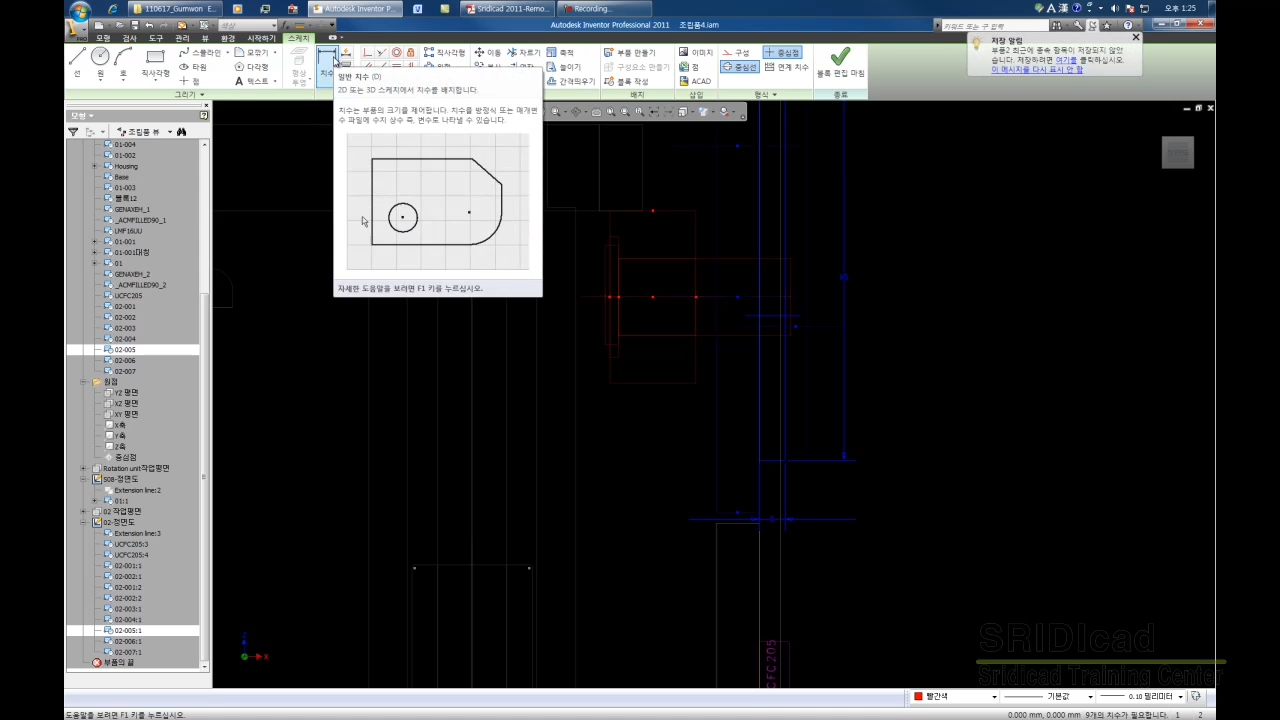 110617_Gumwon E...
Autodesk Inventor P...
Sridicad 2011-Remo...
Recording...
A 漢
오후 1:25
Autodesk Inventor Professional 2011 조립품4.iam
키워드 또는 구 입력
모형 검사 도구 관리 뷰 환경 시작하기 스케치
선 원 호 직사각형
스플라인 모깎기
타원 다각형
점 텍스트
형상 투영
치수
직사각형
이동 자르기
축척
늘이기
간격띄우기
부품 만들기
구성요소 만들기
블록 작성
이미지
점
ACAD
구성 중심점
중심선 연계 치수
블록 편집 마침
그리기 배치 삽입 형식 종료
저장 알림
부품2 최근에 종속 항목이 저장되지 않았
습니다. 저장하려면 여기를 클릭하십시오.
이 메시지를 다시 표시 안 함
일반 치수 (D)
2D 또는 3D 스케치에서 치수를 배치합니다.
치수는 부품의 크기를 제어합니다. 치수를 방정식 또는 매개변
수 파일에 수치 상수 즉, 변수로 나타낼 수 있습니다.
자세한 도움말을 보려면 F1 키를 누르십시오.
모형
조립품 뷰
01-004
01-002
Housing
Base
01-003
블록12
GENAXEH_1
_ACMFILLED90_1
LMF16UU
01-001
01-001대칭
01
GENAXEH_2
_ACMFILLED90_2
UCFC205
02-001
02-002
02-003
02-004
02-005
02-006
02-007
원점
YZ 평면
XZ 평면
XY 평면
X축
Y축
Z축
중심점
Rotation unit작업평면
S08-정면도
Extension line:2
01:1
02 작업평면
02-정면도
Extension line:3
UCFC205:3
UCFC205:4
02-001:1
02-002:1
02-001:2
02-002:2
02-003:1
02-004:1
02-005:1
02-006:1
02-007:1
부품의 끝
Z
X
CFC205
SRIDIcad
Sridicad Training Center
빨간색 기본값 0.10 밀리미터
도움말을 보려면 F1 키를 누르십시오.
0.000 mm, 0.000 mm 9개의 치수가 필요합니다. 1 2